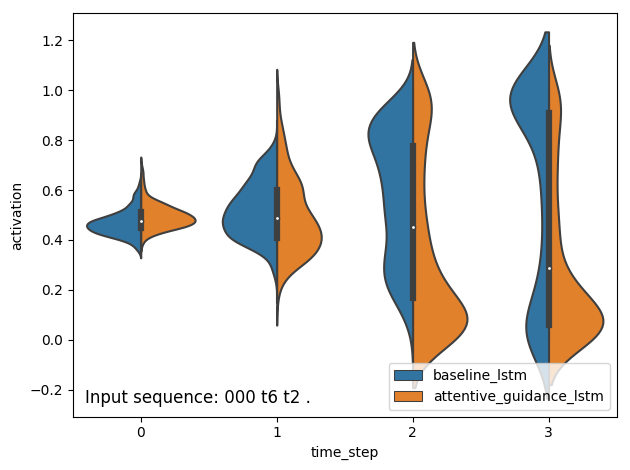 1.2
1.0
0.8
0.6
0.4
0.2
0.0
−0.2
activation
Input sequence: 000 t6 t2 .
baseline_lstm
attentive_guidance_lstm
0 1 2 3
time_step